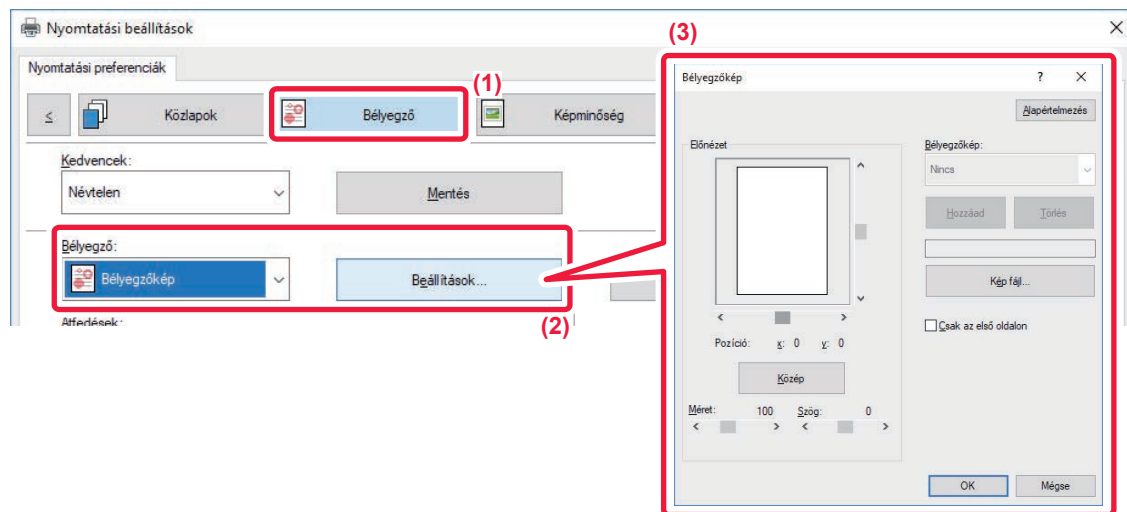 Nyomtatási beállítások
Nyomtatási preferenciák
(1)
≤ Közlapok Bélyegző Képminőség
Kedvencek:
Névtelen Mentés
Bélyegző:
Bélyegzőkép Beállítások...
(2)
Átfedések:
(3)
Bélyegzőkép ? ×
Alapértelmezés
Előnézet
Bélyegzőkép:
Nincs
Hozzáad Törlés
Kép fájl...
Csak az első oldalon
Pozíció: x: 0 y: 0
Közép
Méret: 100 Szög: 0
OK Mégse